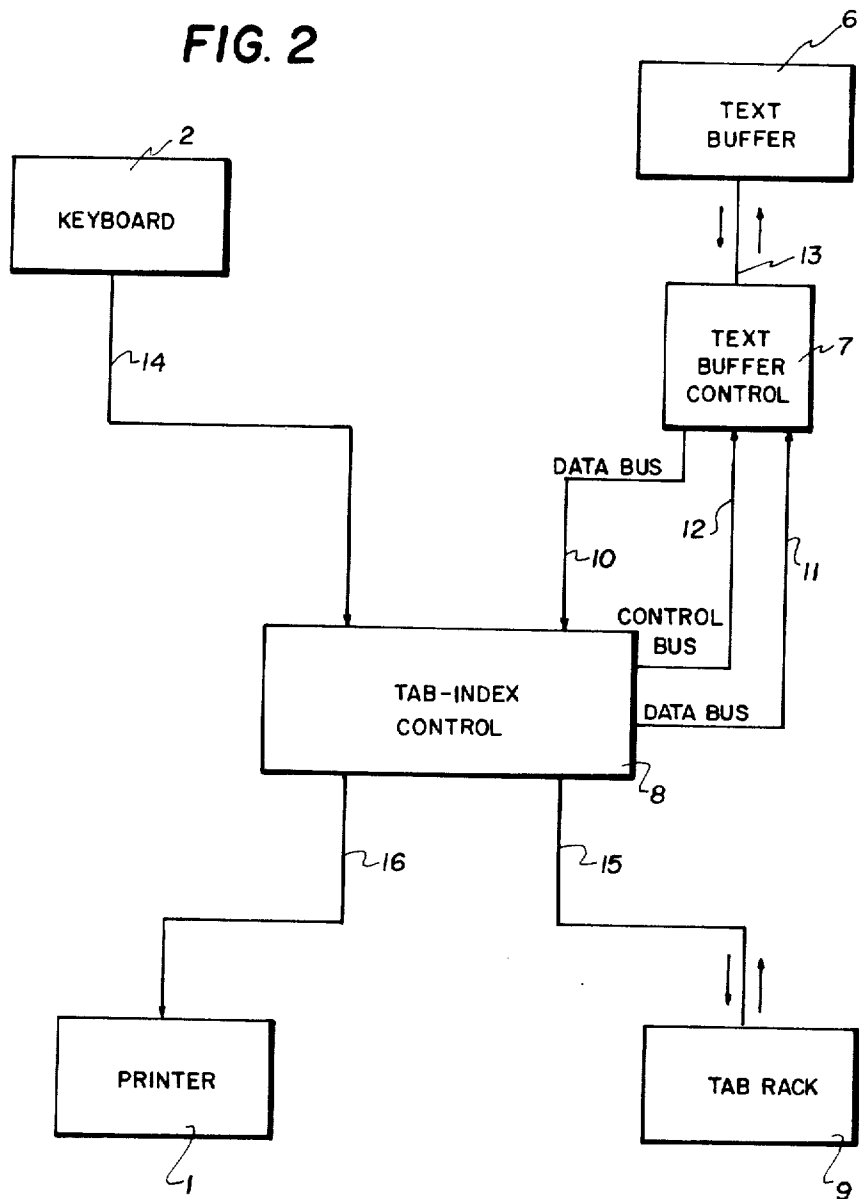 FIG. 2
6
TEXT
BUFFER
2
KEYBOARD
13
14
TEXT
BUFFER
CONTROL
7
DATA BUS
12
10
11
CONTROL
BUS
TAB-INDEX
CONTROL
DATA BUS
8
16
15
PRINTER
1
TAB RACK
9